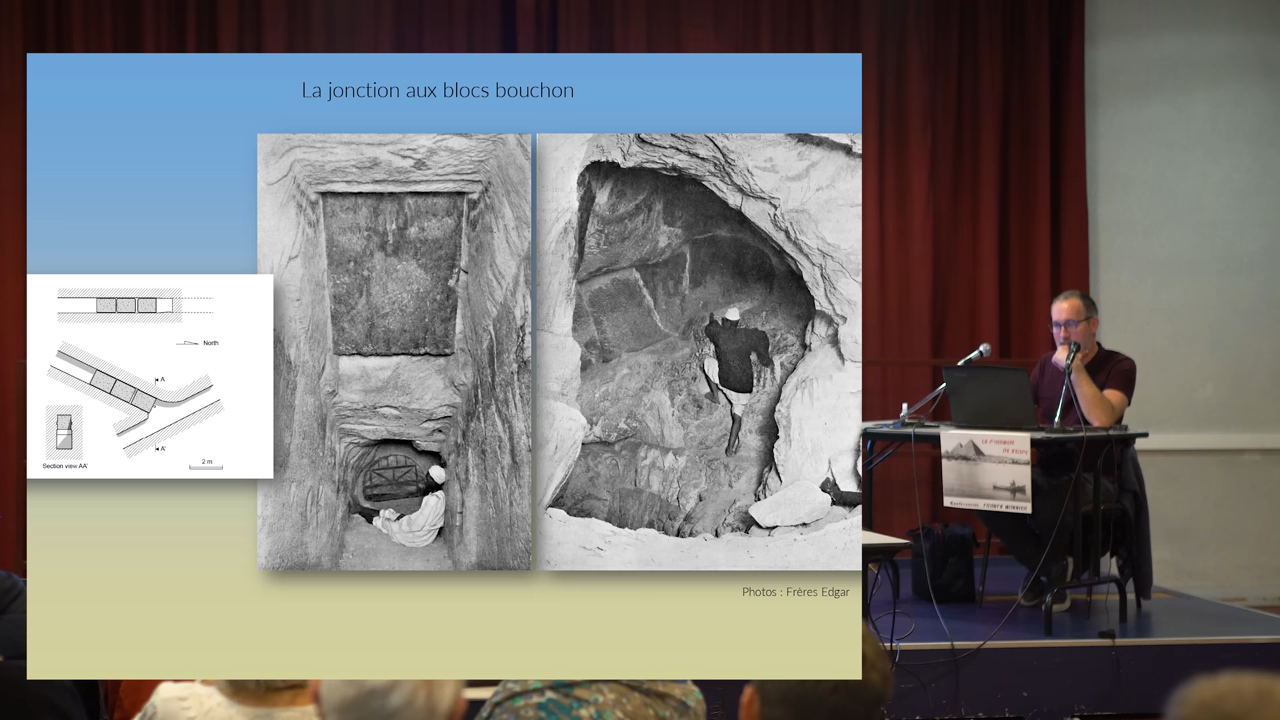 La jonction aux blocs bouchon
North
A
A'
Section view AA'
2 m
Photos : Frères Edgar